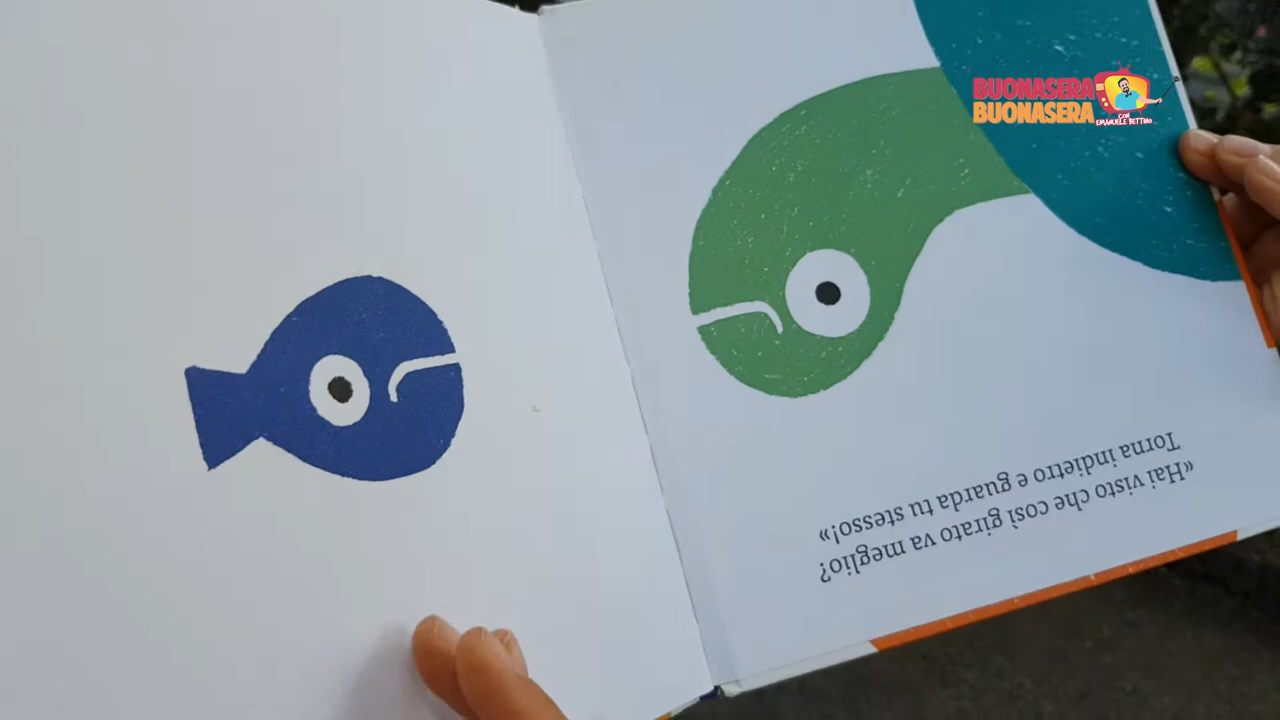 BUONASERA
BUONASERA
CON
EMANUELE BETTINO
«Hai visto che così girato va meglio?
Torna indietro e guarda tu stesso!»